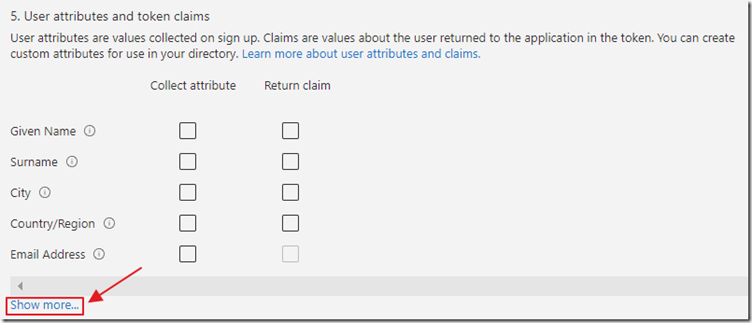 5. User attributes and token claims
User attributes are values collected on sign up. Claims are values about the user returned to the application in the token. You can create
custom attributes for use in your directory. Learn more about user attributes and claims.
Collect attribute Return claim
Given Name
Surname
City
Country/Region
Email Address
Show more...